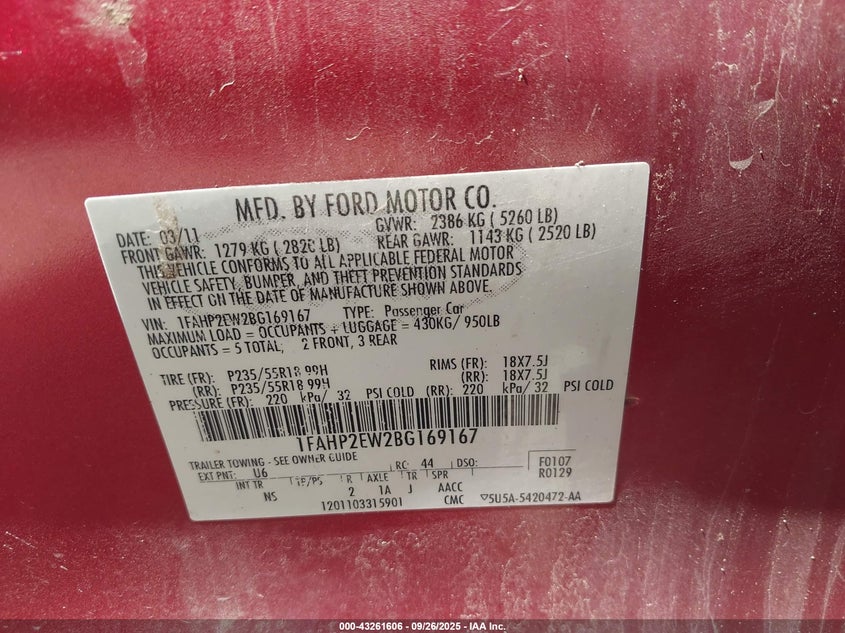 MFD. BY FORD MOTOR CO.
DATE: 03/11 GVWR: 2386 KG ( 5260 LB)
FRONT GAWR: 1279 KG ( 2820 LB) REAR GAWR: 1143 KG ( 2520 LB)
THIS VEHICLE CONFORMS TO ALL APPLICABLE FEDERAL MOTOR
VEHICLE SAFETY, BUMPER, AND THEFT PREVENTION STANDARDS
IN EFFECT ON THE DATE OF MANUFACTURE SHOWN ABOVE.
VIN: 1FAHP2EW2BG169167 TYPE: Passenger Car
MAXIMUM LOAD = OCCUPANTS + LUGGAGE = 430KG/ 950LB
OCCUPANTS = 5 TOTAL, 2 FRONT, 3 REAR
TIRE (FR): P235/55R18 99H RIMS (FR): 18X7.5J
(RR): P235/55R18 99H (RR): 18X7.5J
PRESSURE (FR): 220 kPa/ 32 PSI COLD (RR): 220 kPa/ 32 PSI COLD
1FAHP2EW2BG169167
TRAILER TOWING - SEE OWNER GUIDE
EXT PNT: U6 RC: 44 DSO: F0107
INT TR TP/PS R AXLE TR SPR R0129
NS 2 1A J AACC
1201103315901 CMC 5U5A-5420472-AA
000-43261606 - 09/26/2025 - IAA Inc.